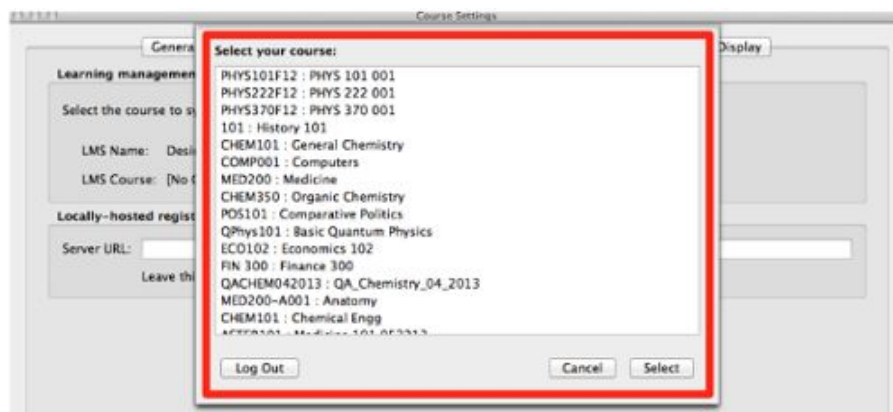 Course Settings
Genera
Display
Select your course:
PHYS101F12 : PHYS 101 001
PHYS222F12 : PHYS 222 001
PHYS370F12 : PHYS 370 001
101 : History 101
CHEM101 : General Chemistry
COMP001 : Computers
MED200 : Medicine
CHEM350 : Organic Chemistry
POS101 : Comparative Politics
QPhys101 : Basic Quantum Physics
ECO102 : Economics 102
FIN 300 : Finance 300
QACHEM042013 : QA_Chemistry_04_2013
MED200-A001 : Anatomy
CHEM101 : Chemical Engg
Log Out
Cancel
Select
Learning managemen
Select the course to sy
LMS Name: Desi
LMS Course: [No
Locally-hosted regist
Server URL:
Leave thi